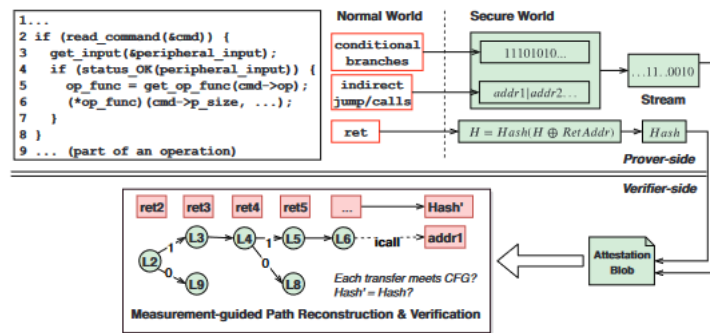 1...
2 if (read_command(&cmd)) {
3 get_input(&peripheral_input);
4 if (status_OK(peripheral_input)) {
5 op_func = get_op_func(cmd->op);
6 (*op_func)(cmd->p_size, ...);
7 }
8 }
9 ... (part of an operation)
Normal World
Secure World
conditional
branches
11101010...
indirect
jump/calls
addr1|addr2...
...11..0010
Stream
ret
H = Hash(H ⊕ RetAddr)
Hash
Prover-side
Verifier-side
ret2 ret3 ret4 ret5 ... Hash'
L2 1 L3 L4 1 L5 L6 icall addr1
0 L9 0 L8
Each transfer meets CFG?
Hash' = Hash?
Measurement-guided Path Reconstruction & Verification
Attestation
Blob